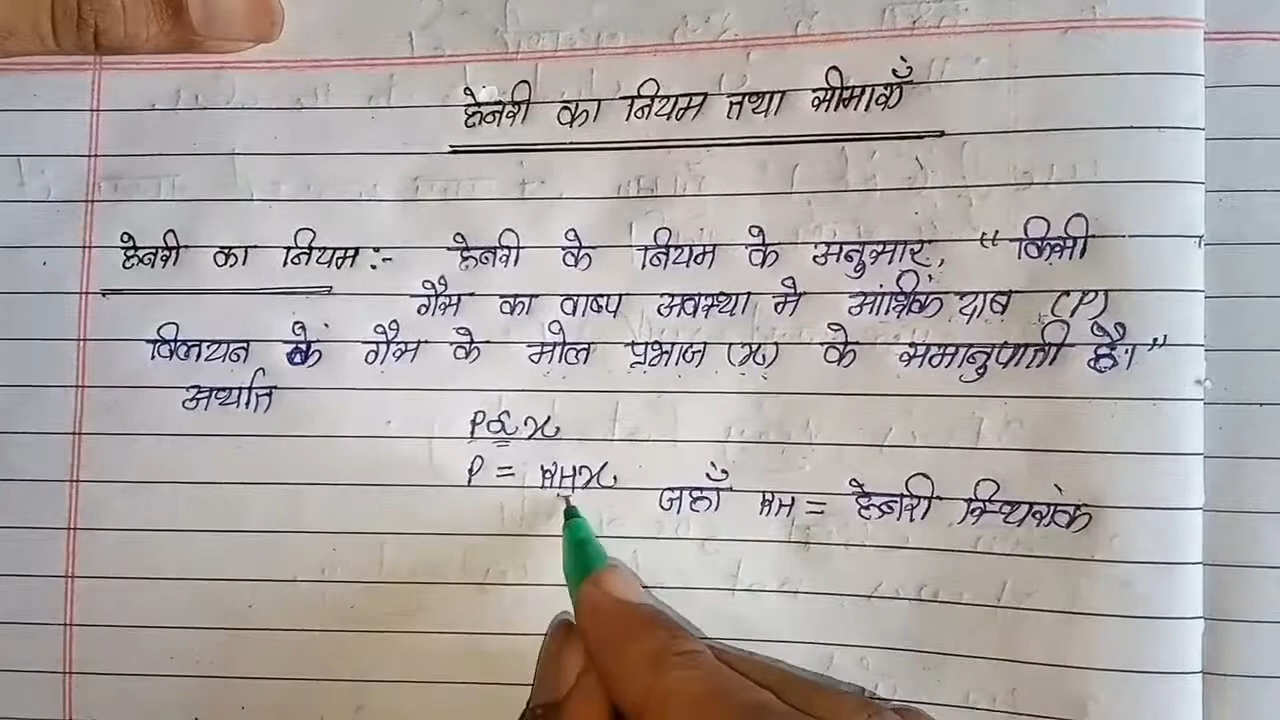 हेनरी का नियम तथा सीमाएँ
हेनरी का नियम :- हेनरी के नियम के अनुसार, “ किसी
गैस का वाष्प अवस्था में आंशिक दाब (P)
विलयन के गैस के मोल प्रभाज (x) के समानुपाती है।”
अर्थात
P∝x
P = KHx जहाँ KH = हेनरी स्थिरांक